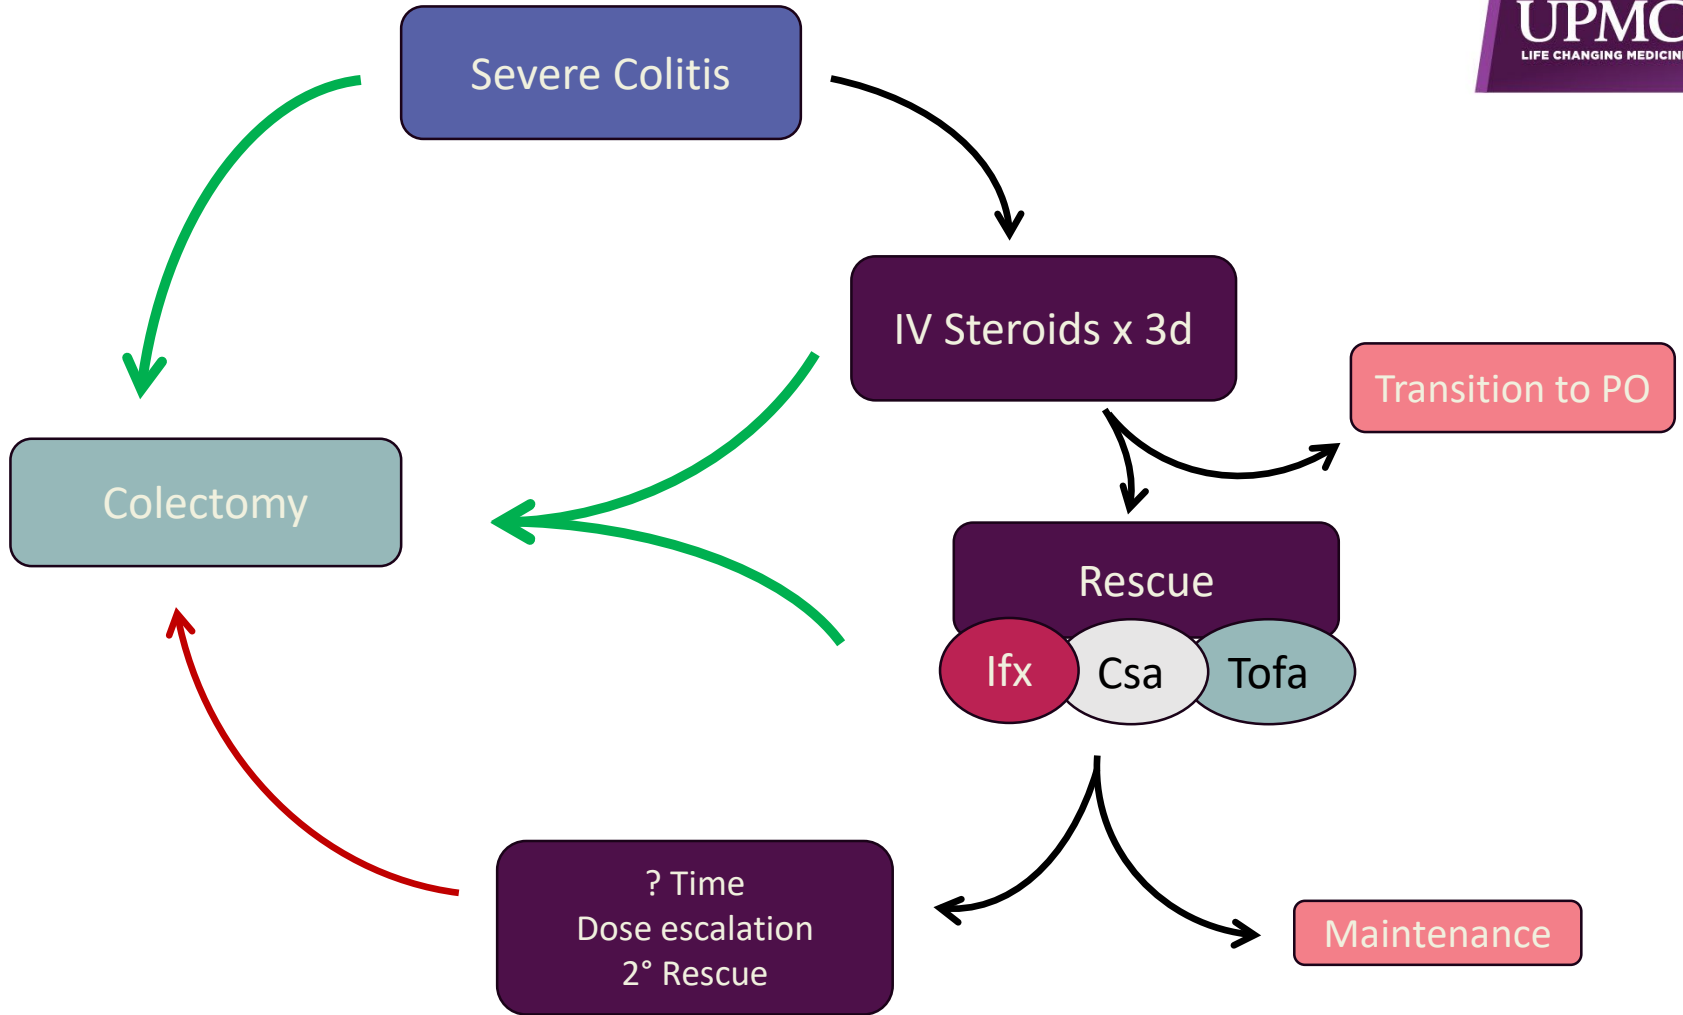 UPMC
LIFE CHANGING MEDICINE
Severe Colitis
IV Steroids x 3d
Transition to PO
Colectomy
Rescue
Ifx
Csa
Tofa
? Time
Dose escalation
2° Rescue
Maintenance